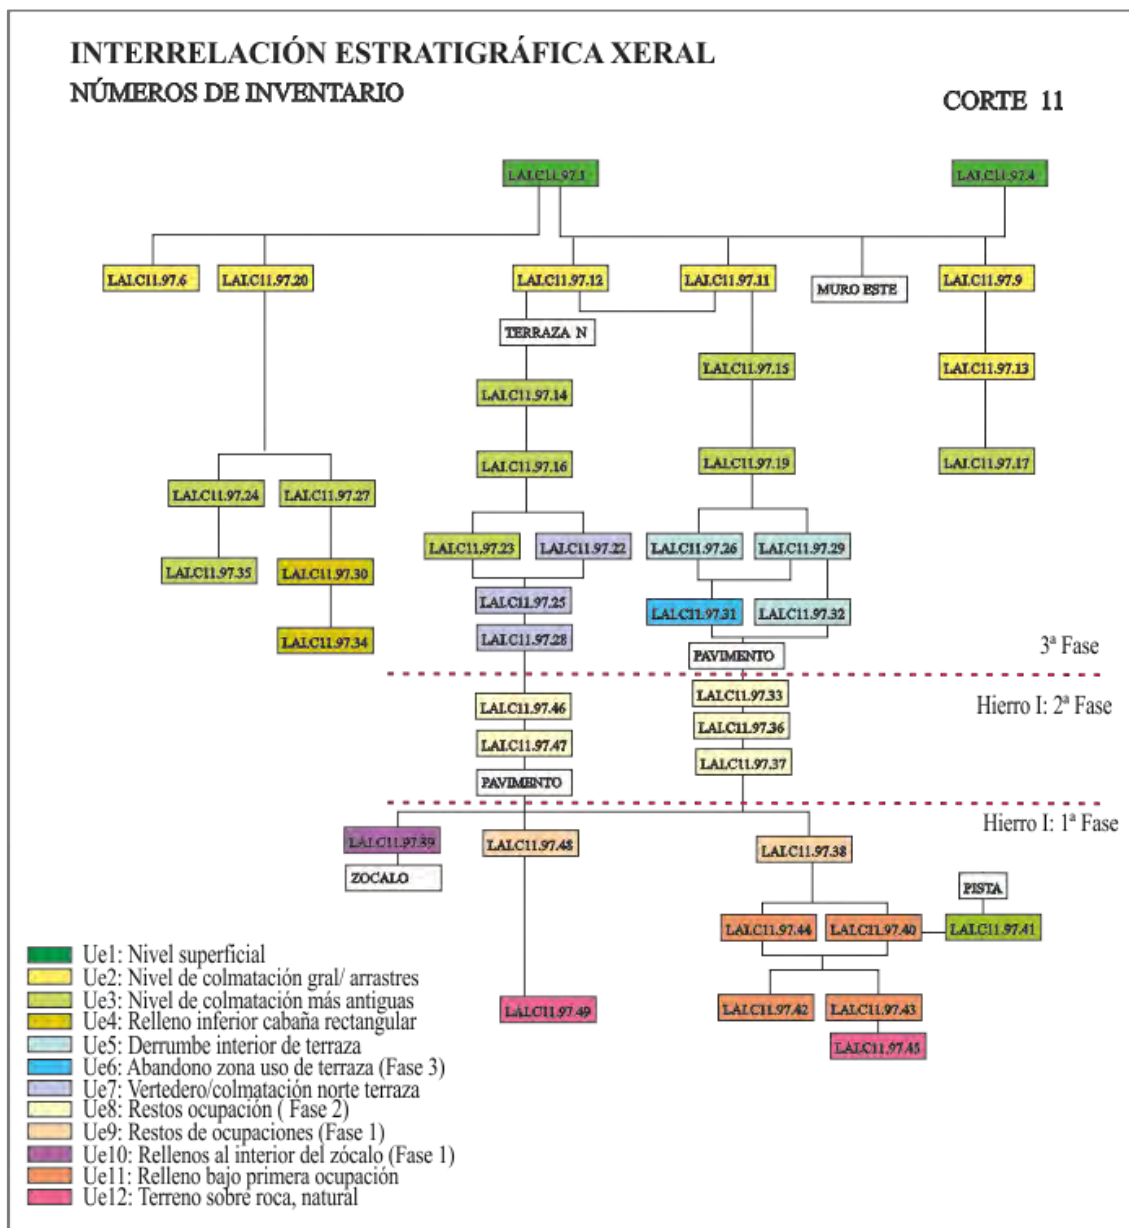 INTERRELACIÓN ESTRATIGRÁFICA XERAL
NÚMEROS DE INVENTARIO
CORTE 11
LALC11.97.1
LALC11.97.4
LALC11.97.6
LALC11.97.20
LALC11.97.12
LALC11.97.11
MURO ESTE
LALC11.97.9
TERRAZA N
LALC11.97.15
LALC11.97.13
LALC11.97.14
LALC11.97.16
LALC11.97.19
LALC11.97.17
LALC11.97.24
LALC11.97.27
LALC11.97.23
LALC11.97.22
LALC11.97.26
LALC11.97.29
LALC11.97.35
LALC11.97.30
LALC11.97.25
LALC11.97.31
LALC11.97.32
LALC11.97.34
LALC11.97.28
PAVIMENTO
3ª Fase
LALC11.97.46
LALC11.97.33
Hierro I: 2ª Fase
LALC11.97.36
LALC11.97.47
LALC11.97.37
PAVIMENTO
Hierro I: 1ª Fase
LALC11.97.39
LALC11.97.48
LALC11.97.38
ZOCALO
PISTA
LALC11.97.44
LALC11.97.40
LALC11.97.41
LALC11.97.49
LALC11.97.42
LALC11.97.43
LALC11.97.45
Ue1: Nivel superficial
Ue2: Nivel de colmatación gral/ arrastres
Ue3: Nivel de colmatación más antiguas
Ue4: Relleno inferior cabaña rectangular
Ue5: Derrumbe interior de terraza
Ue6: Abandono zona uso de terraza (Fase 3)
Ue7: Vertedero/colmatación norte terraza
Ue8: Restos ocupación ( Fase 2)
Ue9: Restos de ocupaciones (Fase 1)
Ue10: Rellenos al interior del zócalo (Fase 1)
Ue11: Relleno bajo primera ocupación
Ue12: Terreno sobre roca, natural